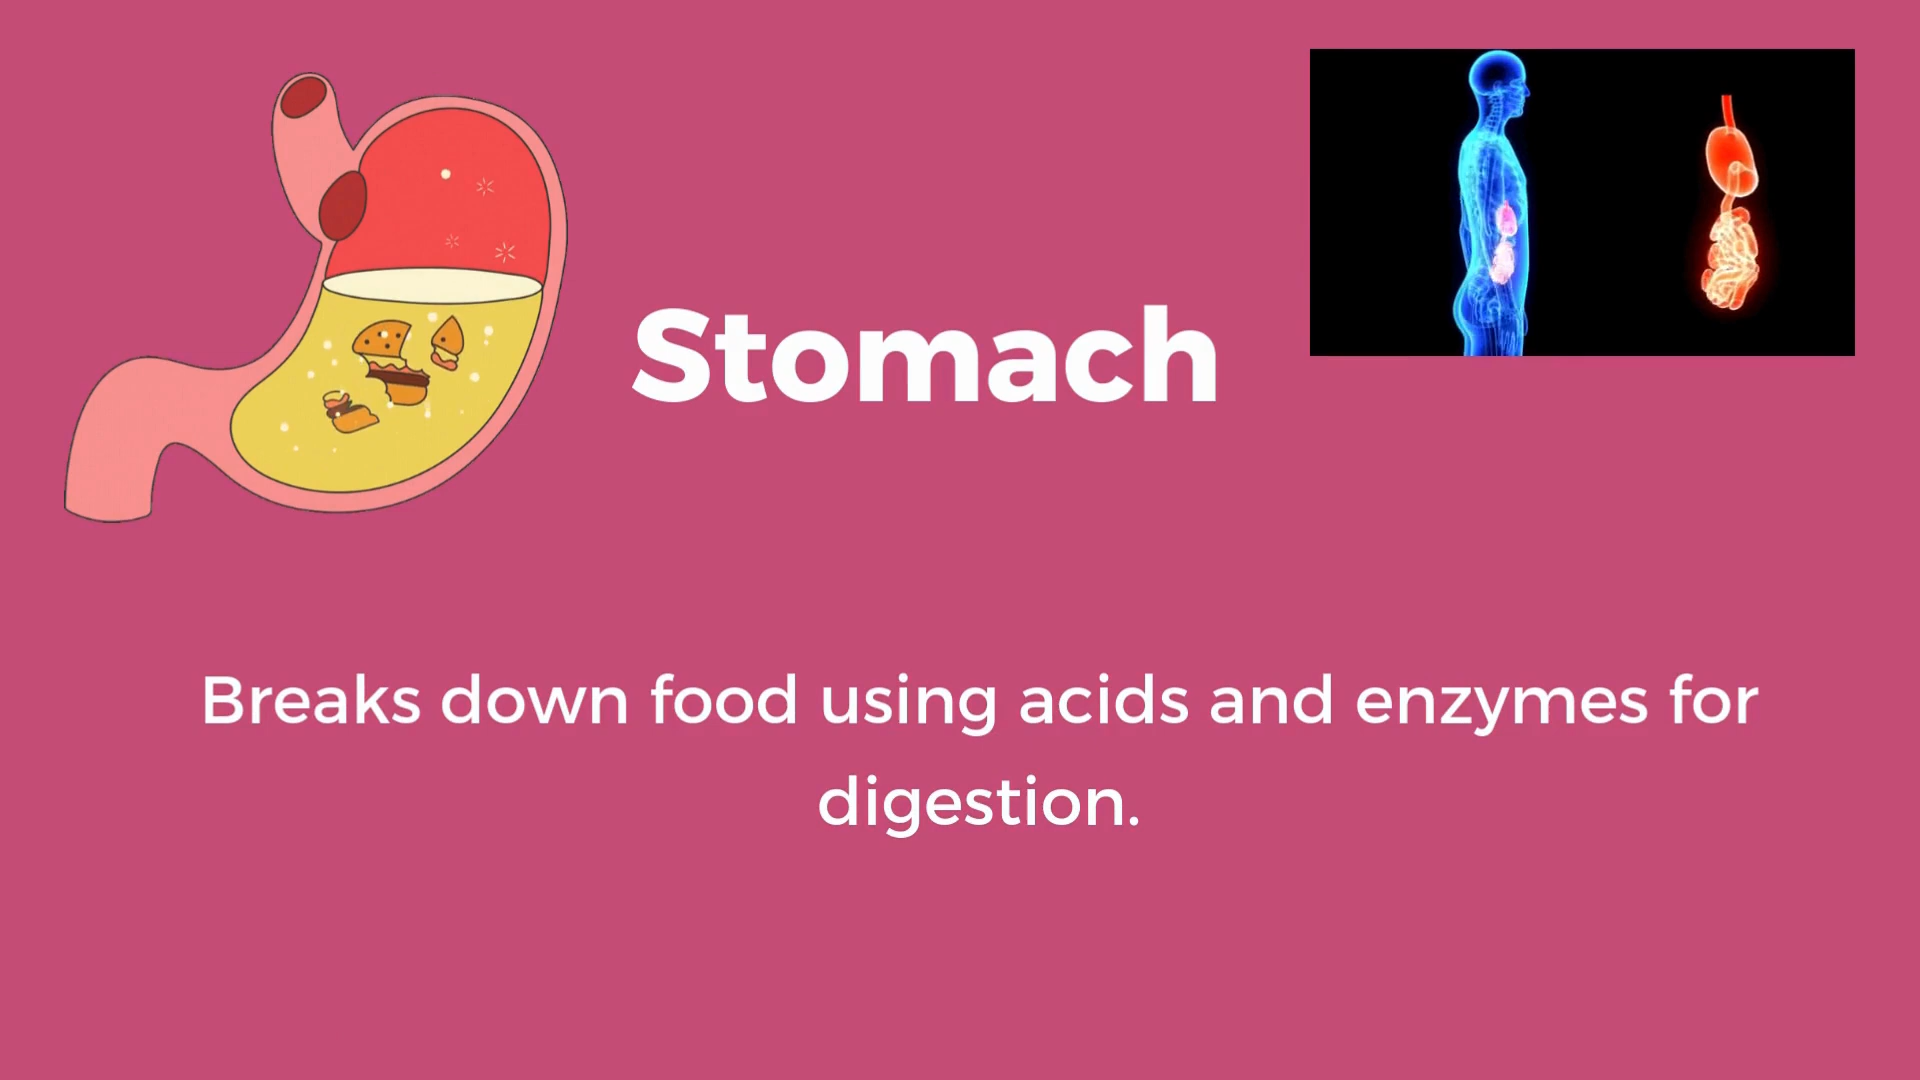 Stomach
Breaks down food using acids and enzymes for
digestion.